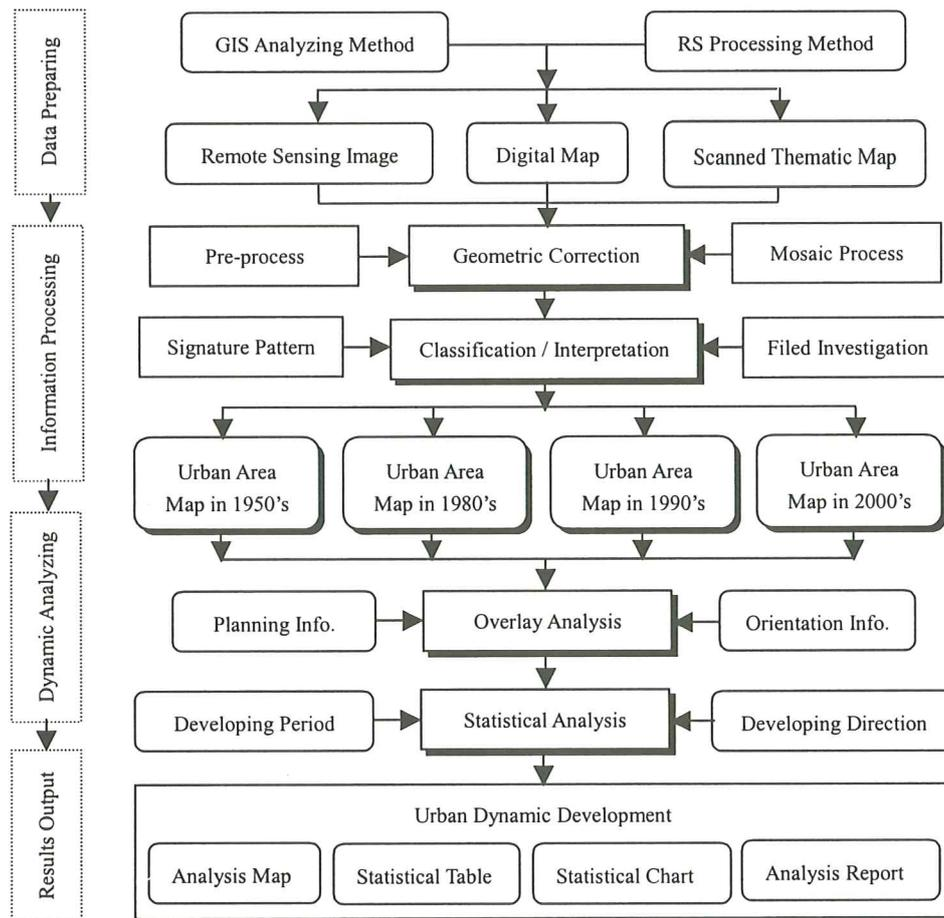 Data Preparing
GIS Analyzing Method
RS Processing Method
Remote Sensing Image
Digital Map
Scanned Thematic Map
Information Processing
Pre-process
Geometric Correction
Mosaic Process
Signature Pattern
Classification / Interpretation
Filed Investigation
Urban Area
Map in 1950's
Urban Area
Map in 1980's
Urban Area
Map in 1990's
Urban Area
Map in 2000's
Dynamic Analyzing
Planning Info.
Overlay Analysis
Orientation Info.
Developing Period
Statistical Analysis
Developing Direction
Results Output
Urban Dynamic Development
Analysis Map
Statistical Table
Statistical Chart
Analysis Report